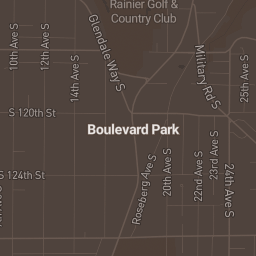 Rainier Golf &
Country Club
Glendale Way S
Military Rd S
10th Ave S
12th Ave S
14th Ave S
25th Ave S
S 120th St
Boulevard Park
S 124th St
Roseberg Ave S
20th Ave S
22nd Ave S
23rd Ave S
24th Ave S